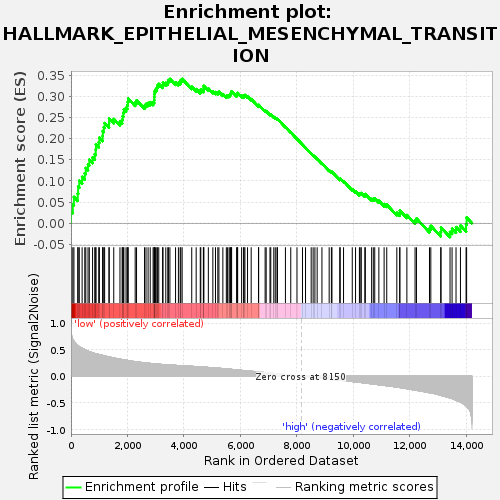 Enrichment plot:
HALLMARK_EPITHELIAL_MESENCHYMAL_TRANSIT
ION
Enrichment score (ES)
0.35
0.30
0.25
0.20
0.15
0.10
0.05
0.00
-0.05
Ranked list metric (Signal2Noise)
1.0
0.5
0.0
-0.5
-1.0
'low' (positively correlated)
Zero cross at 8150
'high' (negatively correlated)
0
2,000
4,000
6,000
8,000
10,000
12,000
14,000
Rank in Ordered Dataset
Enrichment profile
Hits
Ranking metric scores